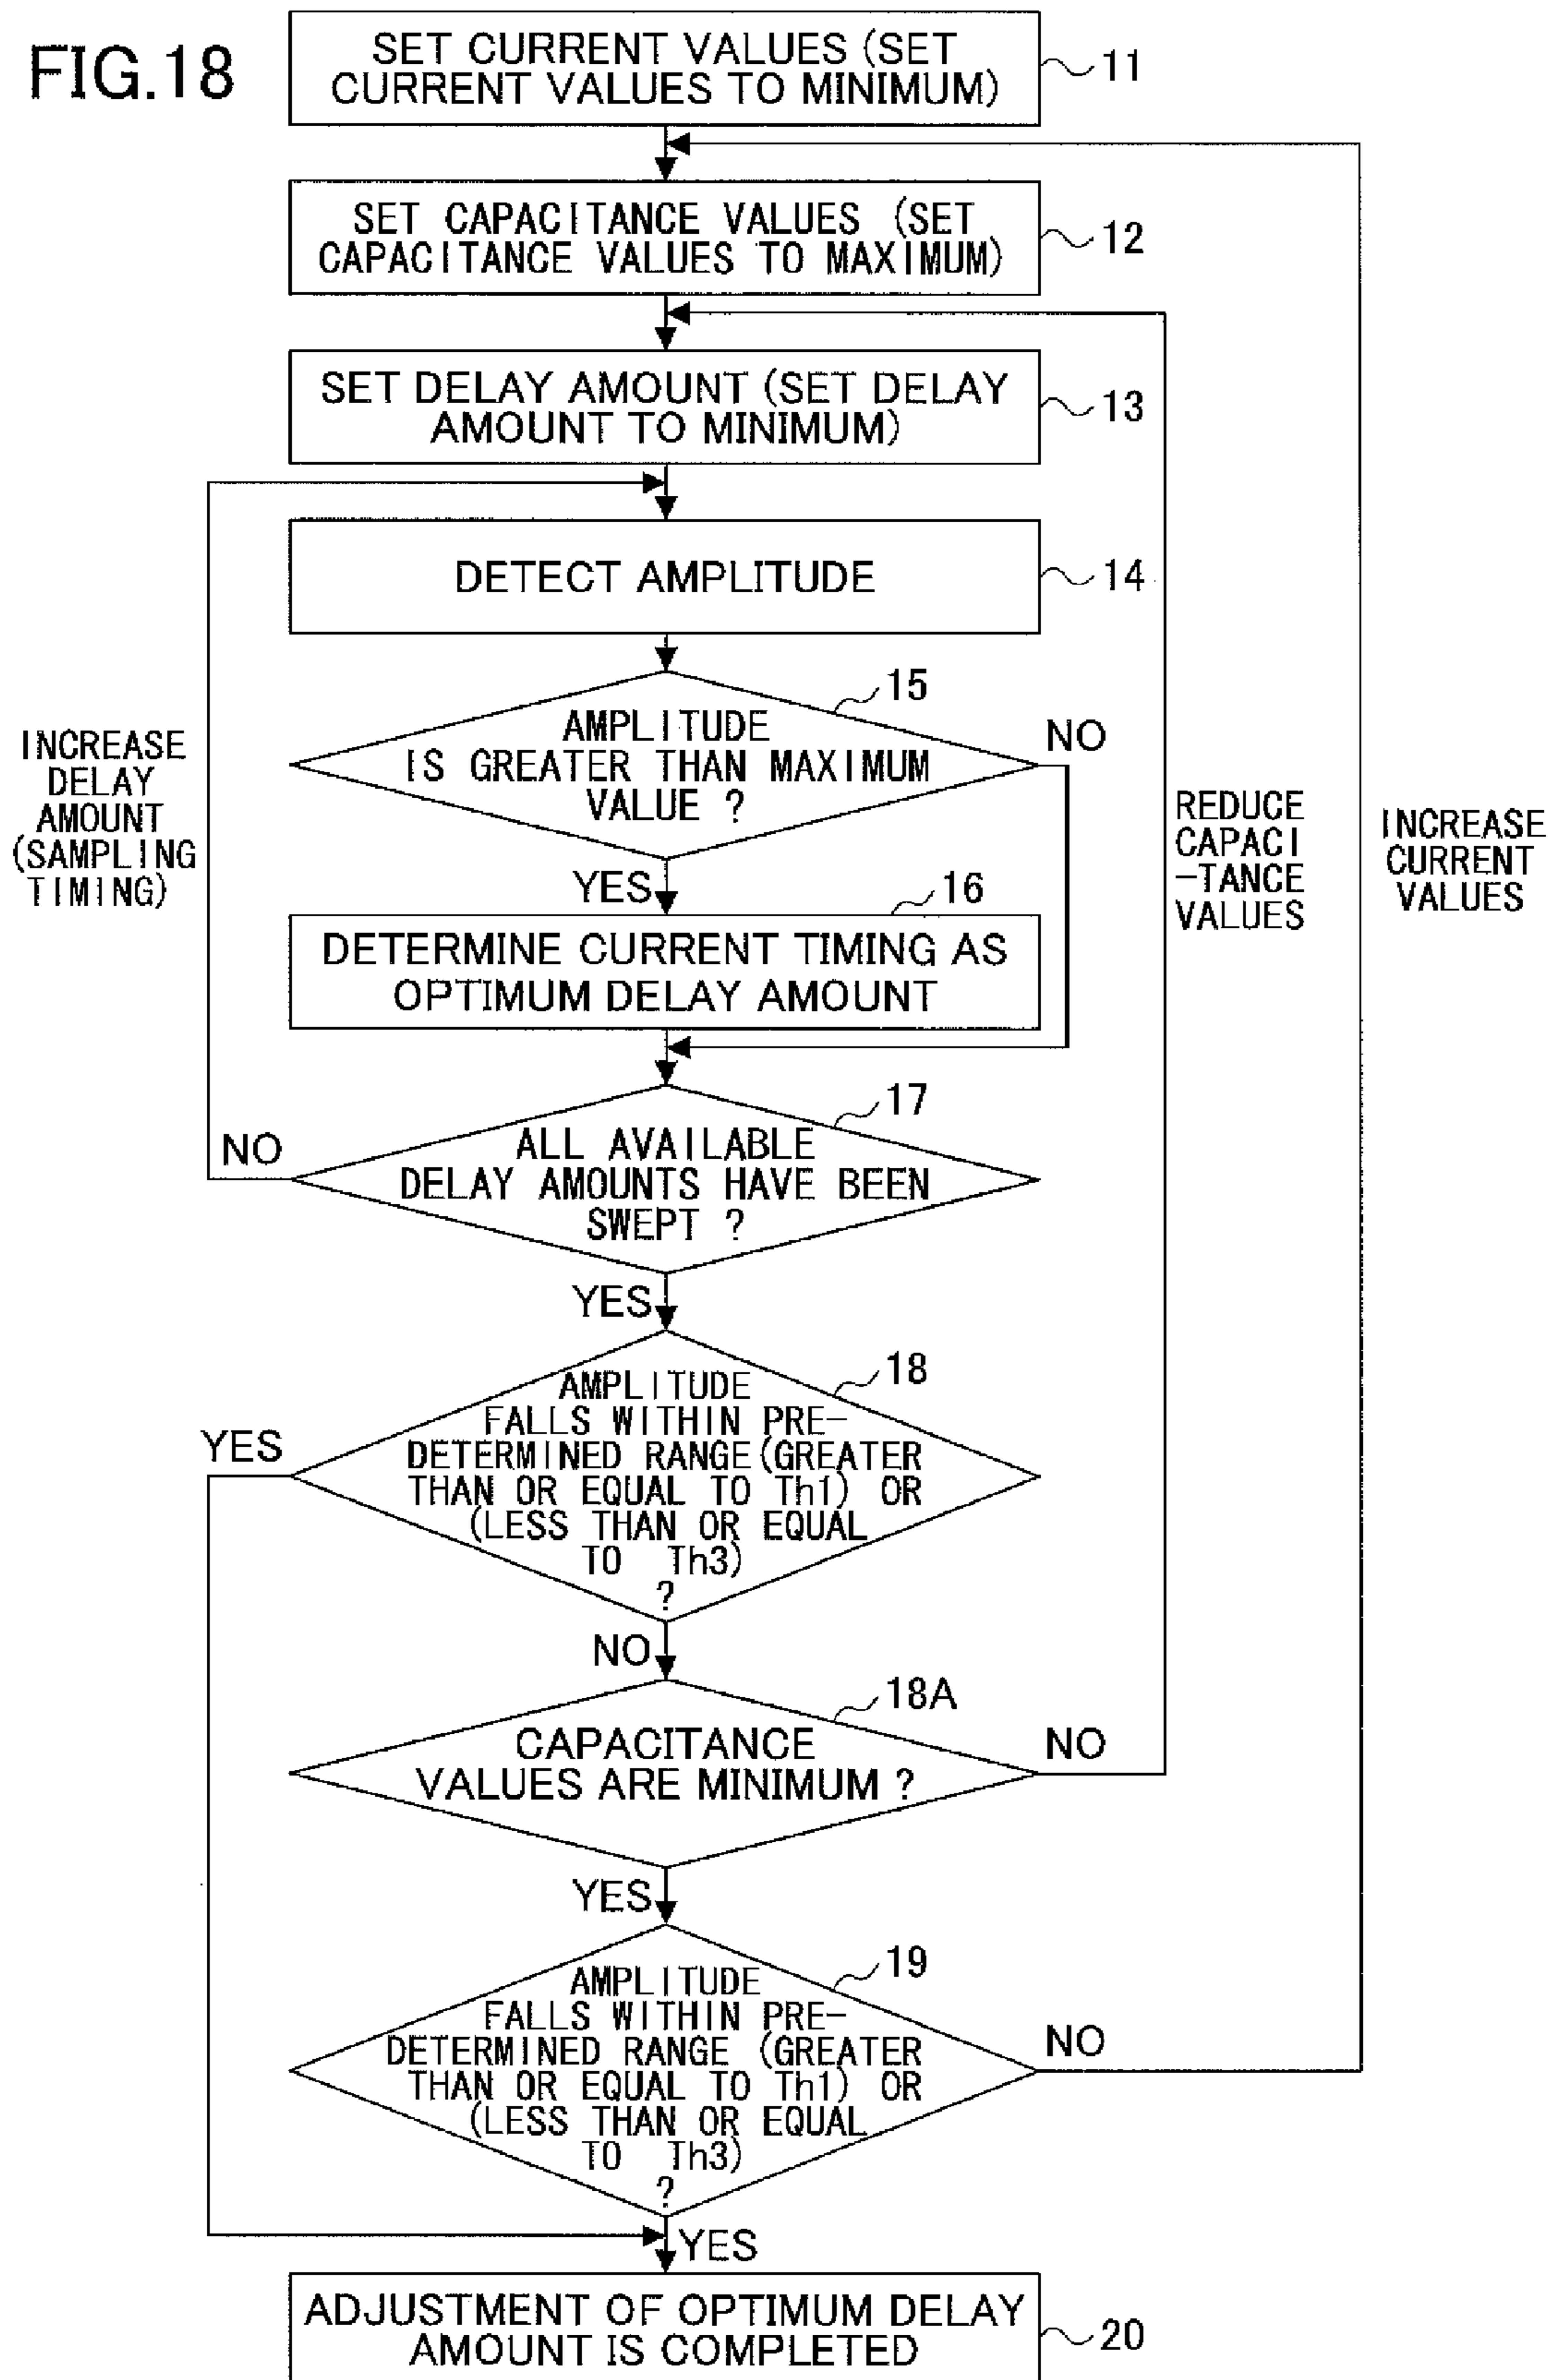 FIG.18
SET CURRENT VALUES (SET
CURRENT VALUES TO MINIMUM)
11
SET CAPACITANCE VALUES (SET
CAPACITANCE VALUES TO MAXIMUM)
12
SET DELAY AMOUNT (SET DELAY
AMOUNT TO MINIMUM)
13
DETECT AMPLITUDE
14
15
AMPLITUDE
IS GREATER THAN MAXIMUM
VALUE ?
NO
INCREASE
DELAY
AMOUNT
(SAMPLING
TIMING)
REDUCE
CAPACI
-TANCE
VALUES
INCREASE
CURRENT
VALUES
YES
16
DETERMINE CURRENT TIMING AS
OPTIMUM DELAY AMOUNT
17
NO
ALL AVAILABLE
DELAY AMOUNTS HAVE BEEN
SWEPT ?
YES
18
YES
AMPLITUDE
FALLS WITHIN PRE-
DETERMINED RANGE(GREATER
THAN OR EQUAL TO Th1) OR
(LESS THAN OR EQUAL
TO Th3)
?
NO
18A
CAPACITANCE
VALUES ARE MINIMUM ?
NO
YES
19
AMPLITUDE
FALLS WITHIN PRE-
DETERMINED RANGE (GREATER
THAN OR EQUAL TO Th1) OR
(LESS THAN OR EQUAL
TO Th3)
?
NO
YES
ADJUSTMENT OF OPTIMUM DELAY
AMOUNT IS COMPLETED
20